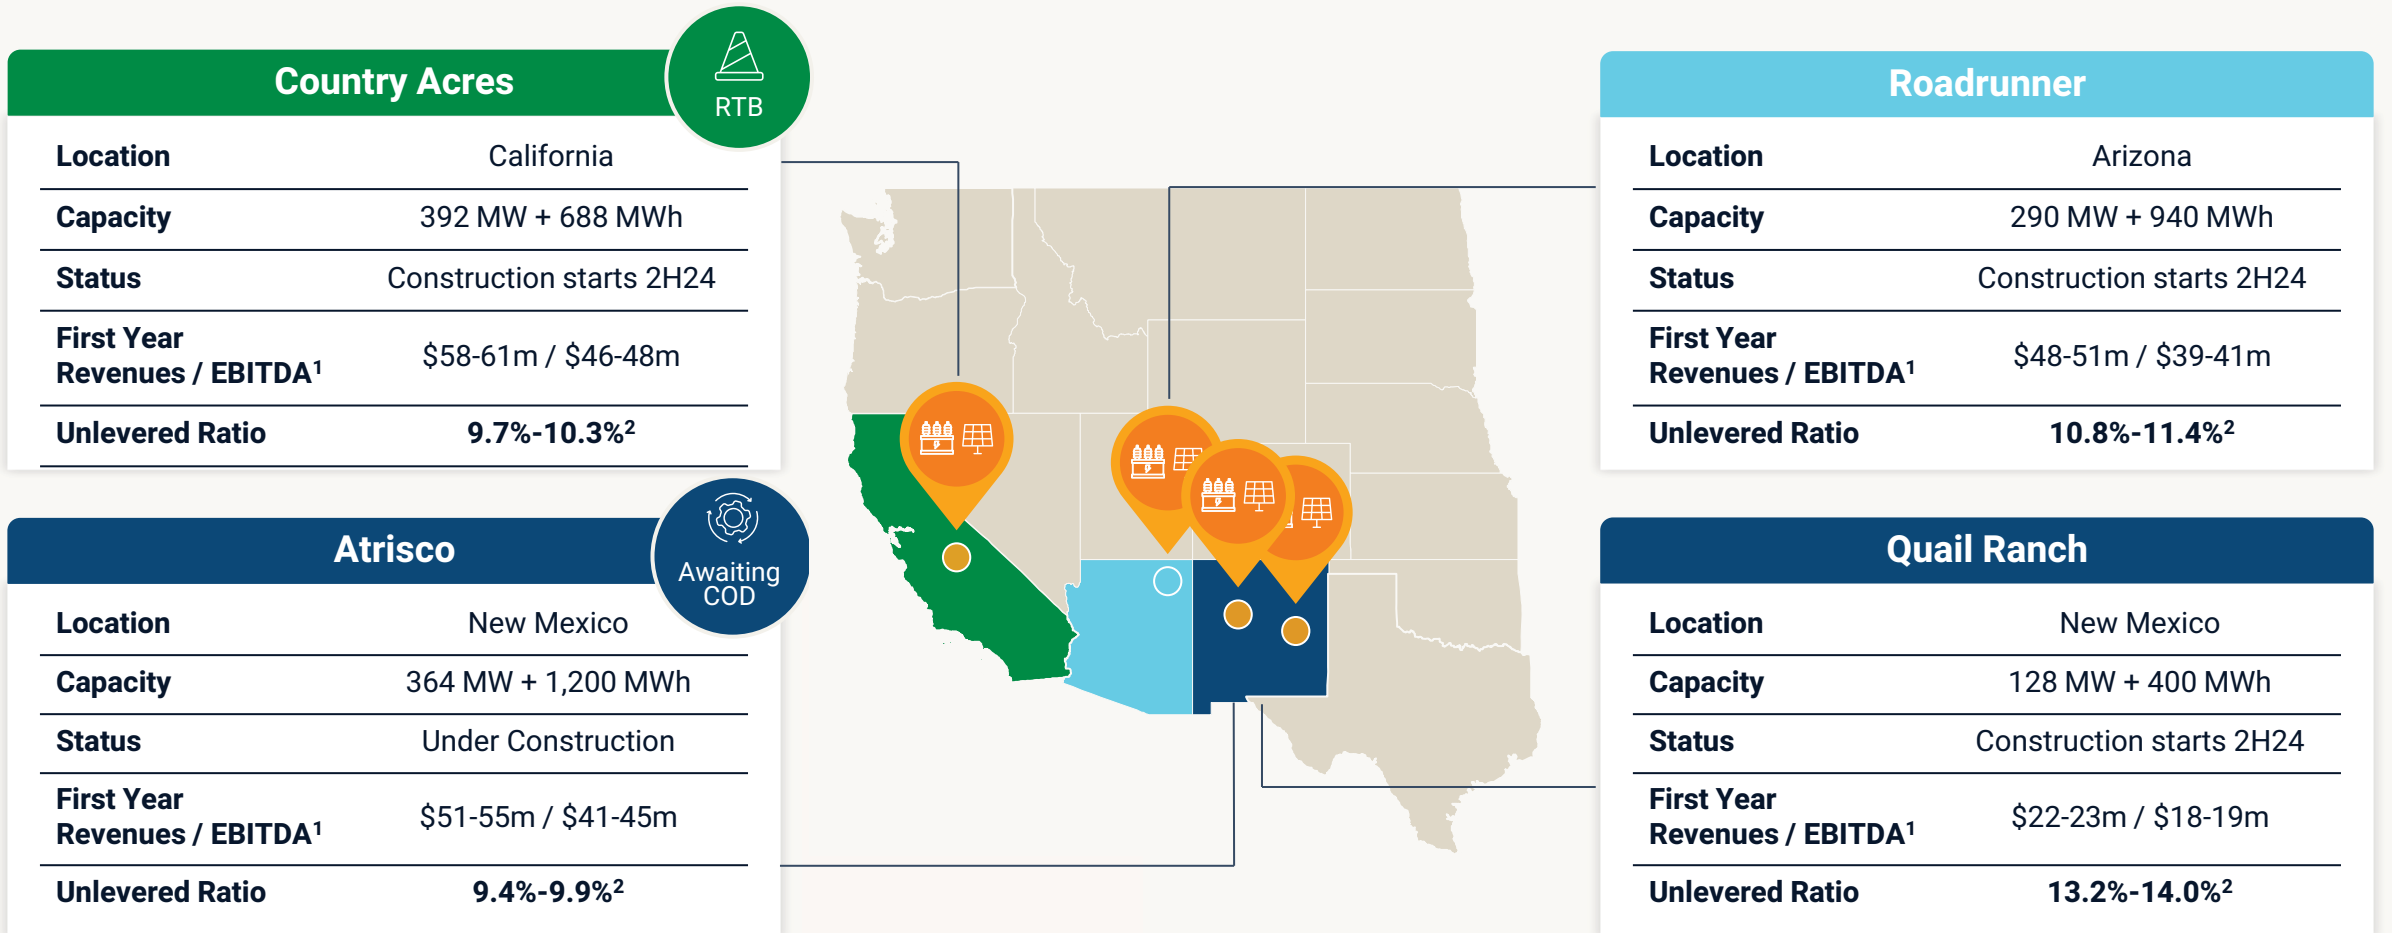 Country Acres
RTB
Location California
Capacity 392 MW + 688 MWh
Status Construction starts 2H24
First Year
Revenues / EBITDA¹ $58-61m / $46-48m
Unlevered Ratio 9.7%-10.3%²
Roadrunner
Location Arizona
Capacity 290 MW + 940 MWh
Status Construction starts 2H24
First Year
Revenues / EBITDA¹ $48-51m / $39-41m
Unlevered Ratio 10.8%-11.4%²
Atrisco
Awaiting
COD
Location New Mexico
Capacity 364 MW + 1,200 MWh
Status Under Construction
First Year
Revenues / EBITDA¹ $51-55m / $41-45m
Unlevered Ratio 9.4%-9.9%²
Quail Ranch
Location New Mexico
Capacity 128 MW + 400 MWh
Status Construction starts 2H24
First Year
Revenues / EBITDA¹ $22-23m / $18-19m
Unlevered Ratio 13.2%-14.0%²